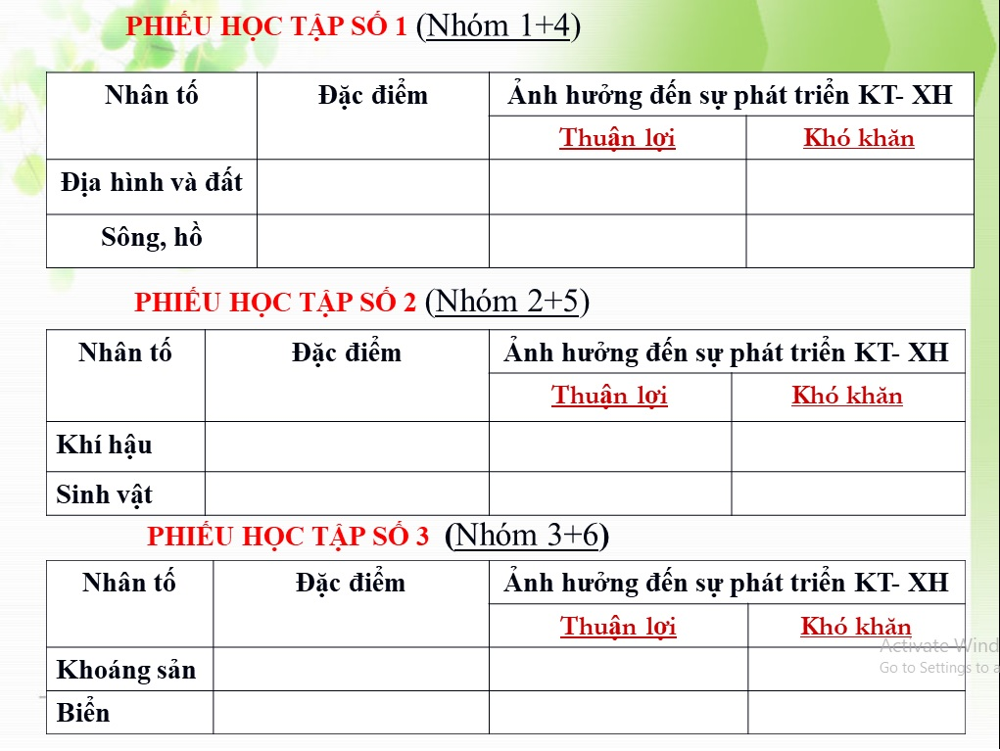 PHIẾU HỌC TẬP SỐ 1 (Nhóm 1+4)
Nhân tố Đặc điểm Ảnh hưởng đến sự phát triển KT- XH
Thuận lợi Khó khăn
Địa hình và đất
Sông, hồ
PHIẾU HỌC TẬP SỐ 2 (Nhóm 2+5)
Nhân tố Đặc điểm Ảnh hưởng đến sự phát triển KT- XH
Thuận lợi Khó khăn
Khí hậu
Sinh vật
PHIẾU HỌC TẬP SỐ 3 (Nhóm 3+6)
Nhân tố Đặc điểm Ảnh hưởng đến sự phát triển KT- XH
Thuận lợi Khó khăn
Activate Wind
Khoáng sản
Go to Settings to a
Biển